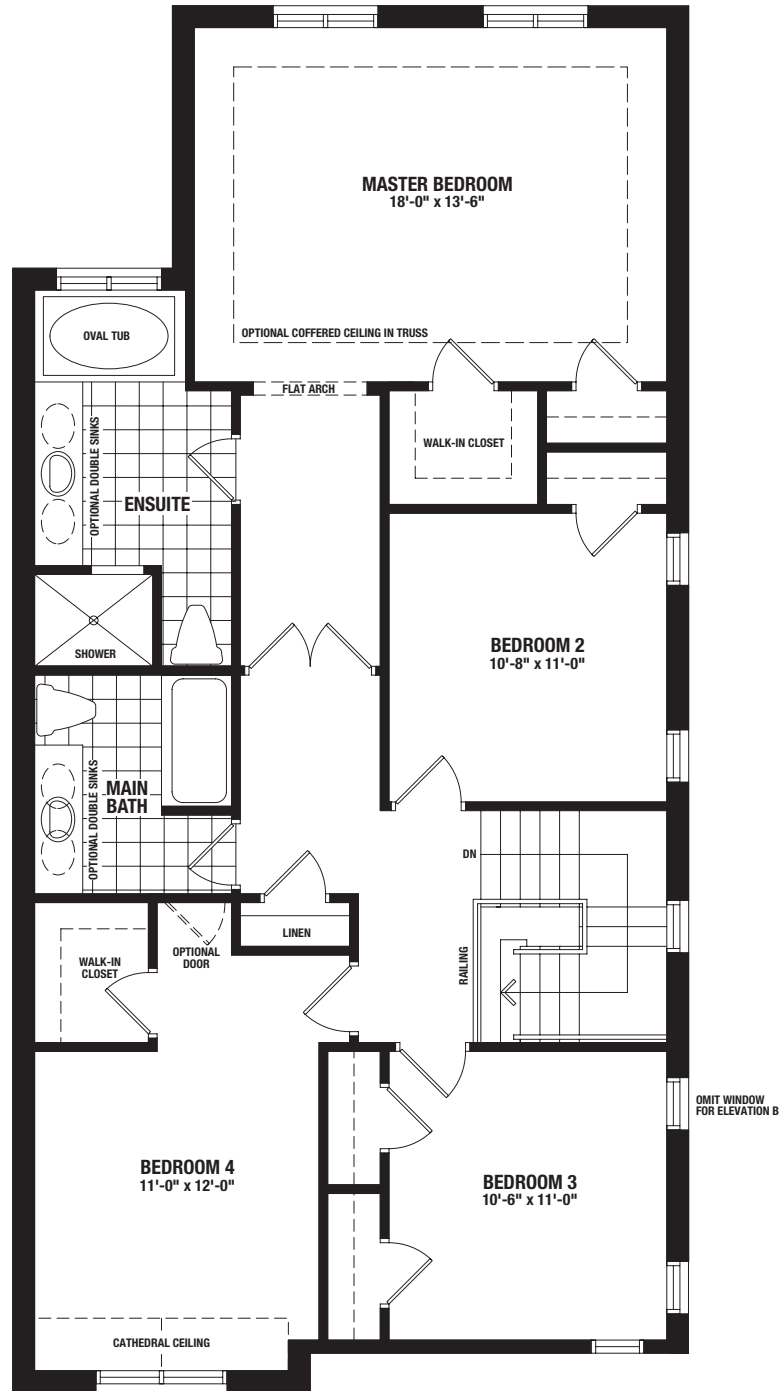 MASTER BEDROOM
18'-0" x 13'-6"
OVAL TUB
OPTIONAL COFFERED CEILING IN TRUSS
FLAT ARCH
WALK-IN CLOSET
OPTIONAL DOUBLE SINKS
ENSUITE
SHOWER
BEDROOM 2
10'-8" x 11'-0"
OPTIONAL DOUBLE SINKS
MAIN
BATH
DN
LINEN
OPTIONAL
DOOR
WALK-IN
CLOSET
RAILING
OMIT WINDOW
FOR ELEVATION B
BEDROOM 4
11'-0" x 12'-0"
BEDROOM 3
10'-6" x 11'-0"
CATHEDRAL CEILING